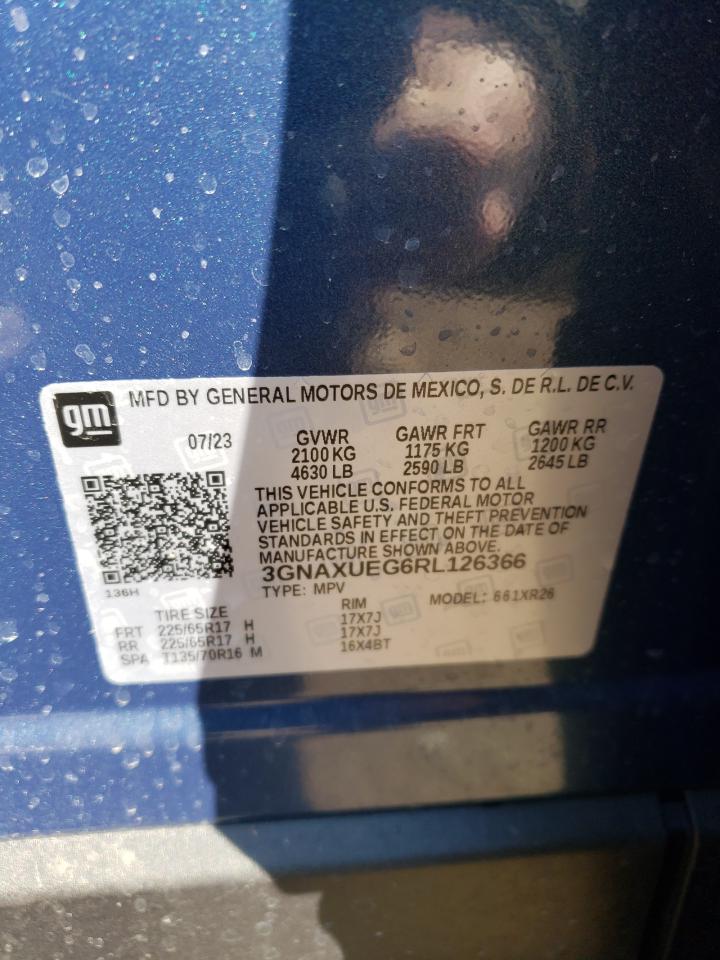 gm
MFD BY GENERAL MOTORS DE MEXICO, S. DE R.L. DE C.V.
07/23 GVWR GAWR FRT GAWR RR
2100 KG 1175 KG 1200 KG
4630 LB 2590 LB 2645 LB
THIS VEHICLE CONFORMS TO ALL
APPLICABLE U.S. FEDERAL MOTOR
VEHICLE SAFETY AND THEFT PREVENTION
STANDARDS IN EFFECT ON THE DATE OF
MANUFACTURE SHOWN ABOVE.
3GNAXUEG6RL126366
136H
TYPE: MPV MODEL: 661XR26
TIRE SIZE RIM
FRT 225/65R17 H 17X7J
RR 225/65R17 H 17X7J
SPA T135/70R16 M 16X4BT